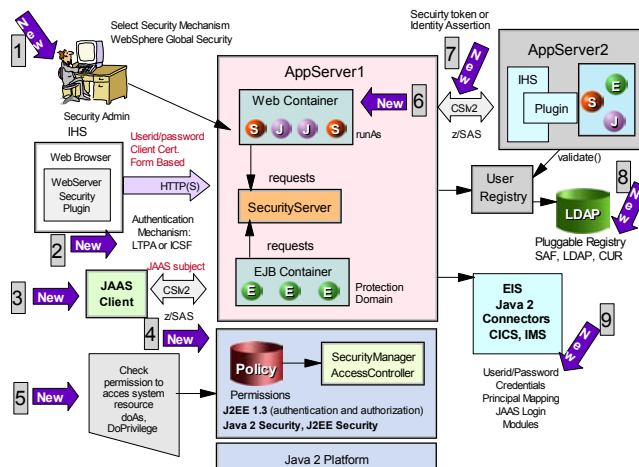 1
New
Select Security Mechanism
WebSphere Global Security
Security Admin
IHS
Web Browser
WebServer
Security
Plugin
Userid/password
Client Cert.
Form Based
HTTP(S)
2
New
Authentication
Mechanism:
LTPA or ICSF
3
New
JAAS
Client
JAAS subject
CSIv2
z/SAS
4
New
5
New
Check
permission to
acces system
resource
doAs,
DoPrivilege
AppServer1
Web Container
S
J
J
S
runAs
New
6
requests
SecurityServer
requests
EJB Container
E
E
E
Protection
Domain
Policy
Permissions
SecurityManager
AccessController
J2EE 1.3 (authentication and authorization)
Java 2 Security, J2EE Security
Java 2 Platform
Secuirty token or
Identity Assertion
7
New
CSIv2
z/SAS
AppServer2
IHS
Plugin
E
S
J
validate()
User
Registry
8
New
LDAP
Pluggable Registry
SAF, LDAP, CUR
EIS
Java 2
Connectors
CICS, IMS
9
New
Userid/Password
Credentials
Principal Mapping
JAAS Login
Modules